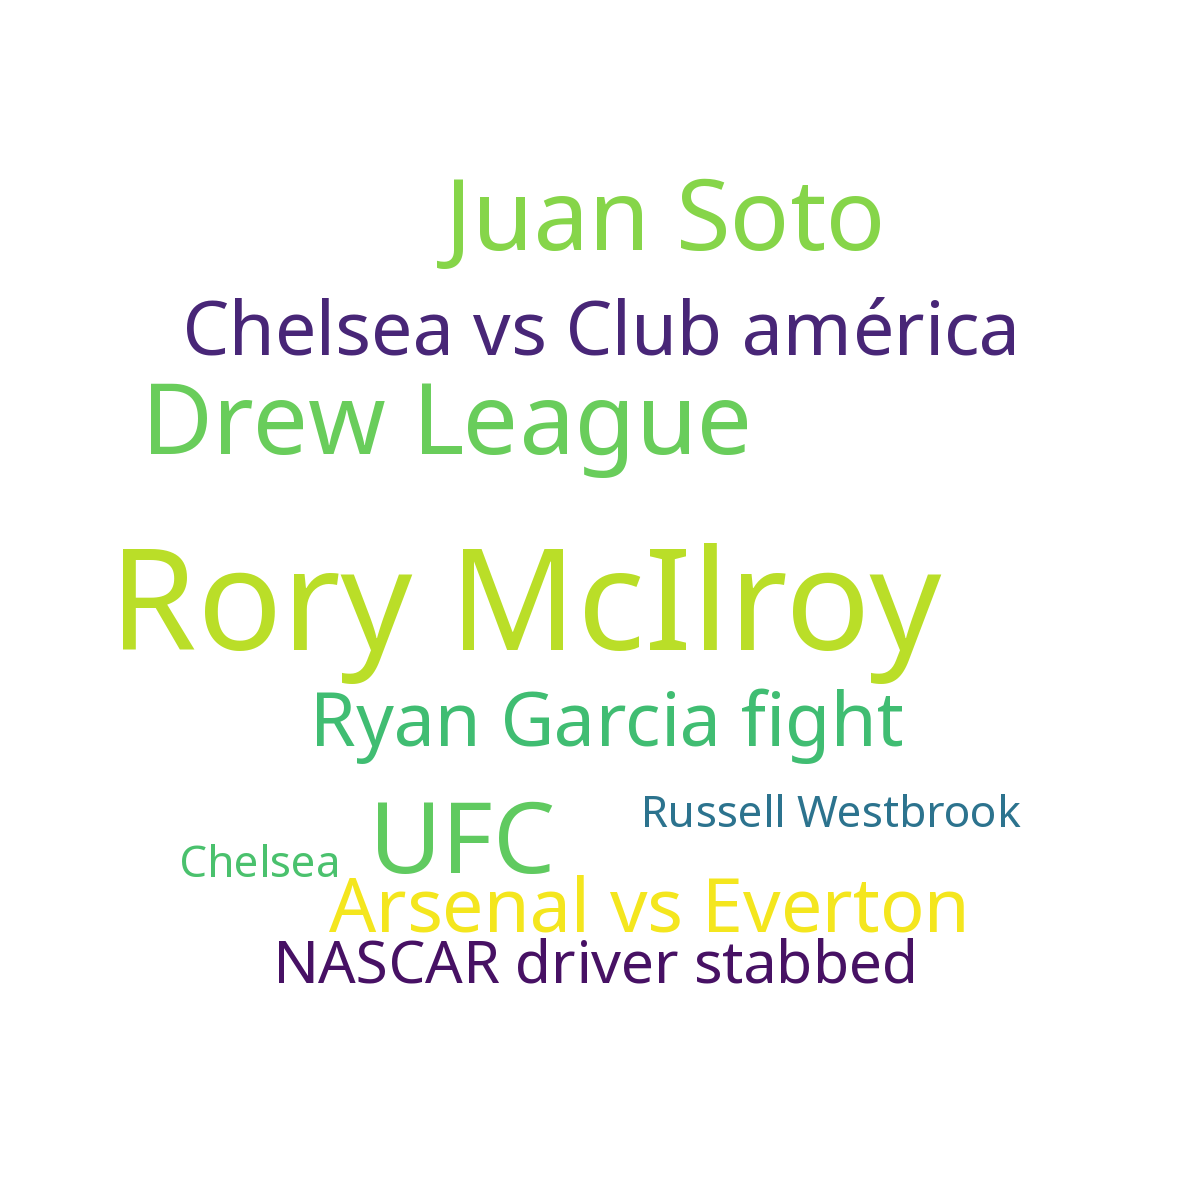 Juan Soto
Chelsea vs Club américa
Drew League
Rory McIlroy
Ryan Garcia fight
Russell Westbrook
UFC
Chelsea
Arsenal vs Everton
NASCAR driver stabbed